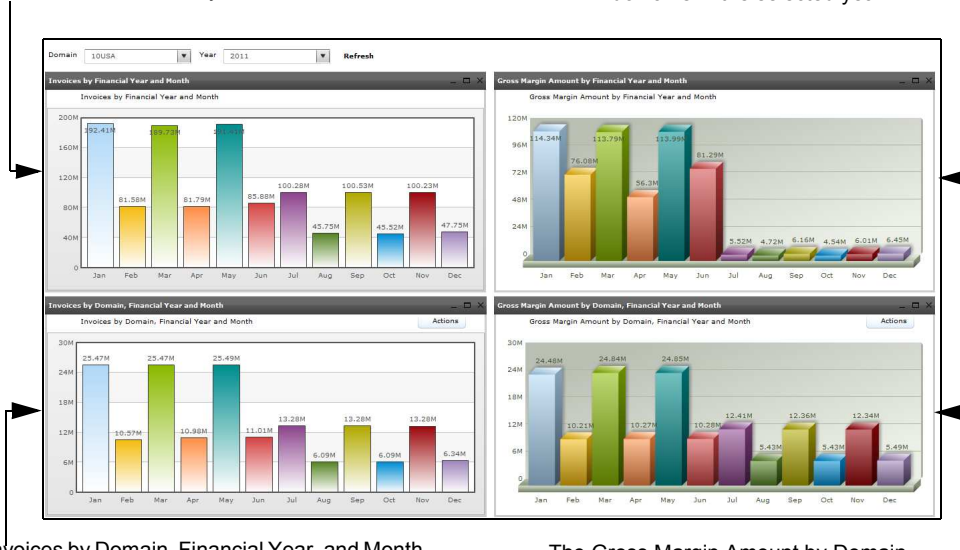 Domain 10USA Year 2011 Refresh
Invoices by Financial Year and Month
Invoices by Financial Year and Month
200M
160M
120M
80M
40M
0
192.41M
81.58M
189.73M
81.79M
85.88M
100.28M
45.75M
100.53M
45.52M
100.23M
47.75M
Jan Feb Mar Apr May Jun Jul Aug Sep Oct Nov Dec
Gross Margin Amount by Financial Year and Month
Gross Margin Amount by Financial Year and Month
120M
96M
72M
48M
24M
0
114.34M
76.08M
113.79M
56.3M
113.99M
81.29M
5.52M
4.72M
6.16M
4.54M
6.01M
6.45M
Jan Feb Mar Apr May Jun Jul Aug Sep Oct Nov Dec
Invoices by Domain, Financial Year and Month
Invoices by Domain, Financial Year and Month Actions
30M
24M
18M
12M
6M
0
25.47M
10.57M
25.47M
10.98M
25.49M
11.01M
13.28M
6.09M
13.28M
6.09M
13.28M
6.34M
Jan Feb Mar Apr May Jun Jul Aug Sep Oct Nov Dec
Gross Margin Amount by Domain, Financial Year and Month
Gross Margin Amount by Domain, Financial Year and Month Actions
30M
24M
18M
12M
6M
0
24.48M
10.21M
24.84M
10.27M
24.85M
10.28M
12.41M
5.43M
12.36M
5.43M
12.34M
5.49M
Jan Feb Mar Apr May Jun Jul Aug Sep Oct Nov Dec
nvoices by Domain, Financial Year, and Month
The Gross Margin Amount by Domain,